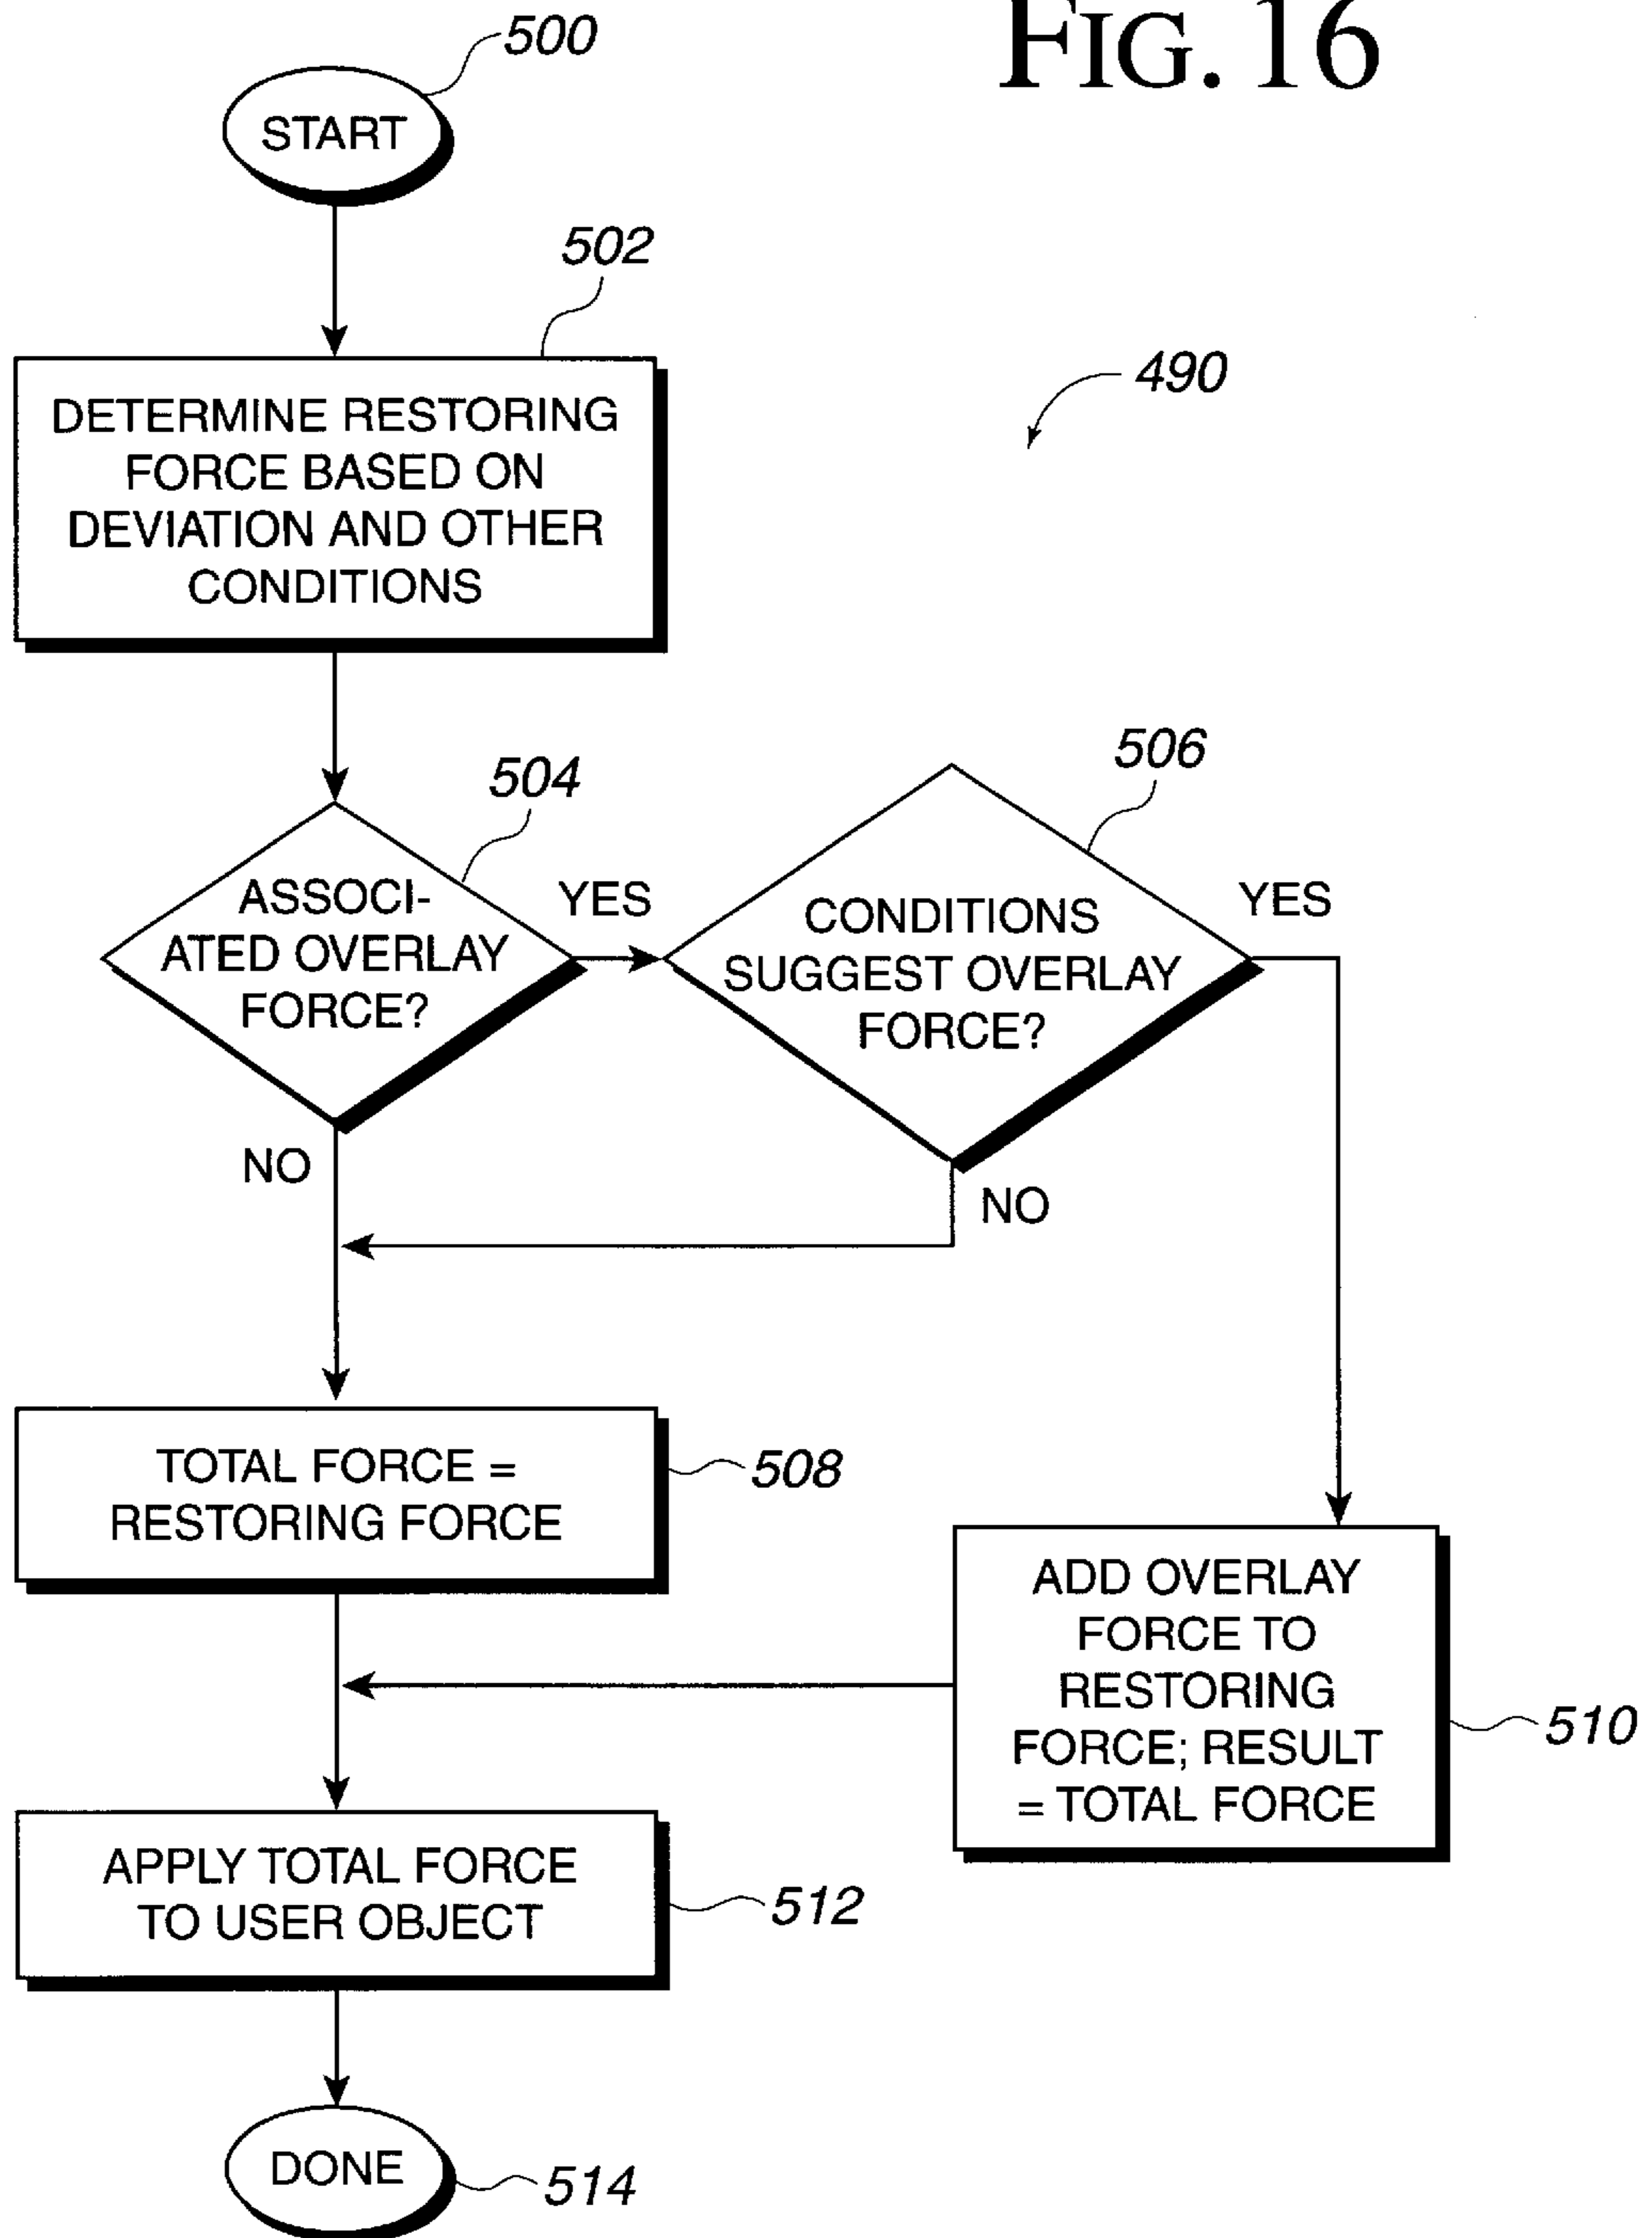 FIG. 16
500
START
502
490
DETERMINE RESTORING
FORCE BASED ON
DEVIATION AND OTHER
CONDITIONS
504
506
ASSOCI-
ATED OVERLAY
FORCE?
YES
CONDITIONS
SUGGEST OVERLAY
FORCE?
YES
NO
NO
TOTAL FORCE =
RESTORING FORCE
508
ADD OVERLAY
FORCE TO
RESTORING
FORCE; RESULT
= TOTAL FORCE
510
APPLY TOTAL FORCE
TO USER OBJECT
512
DONE
514